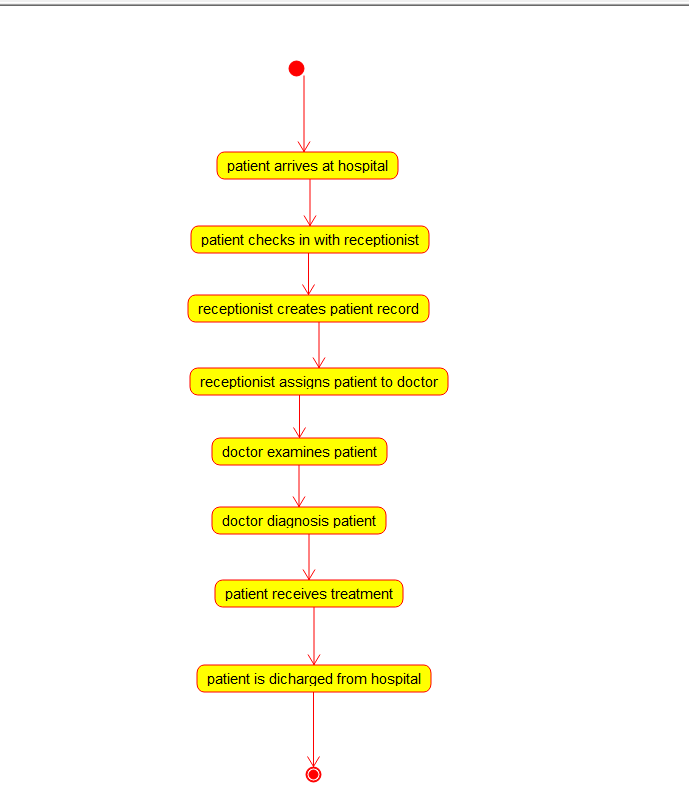 patient arrives at hospital
patient checks in with receptionist
receptionist creates patient record
receptionist assigns patient to doctor
doctor examines patient
doctor diagnosis patient
patient receives treatment
patient is dicharged from hospital